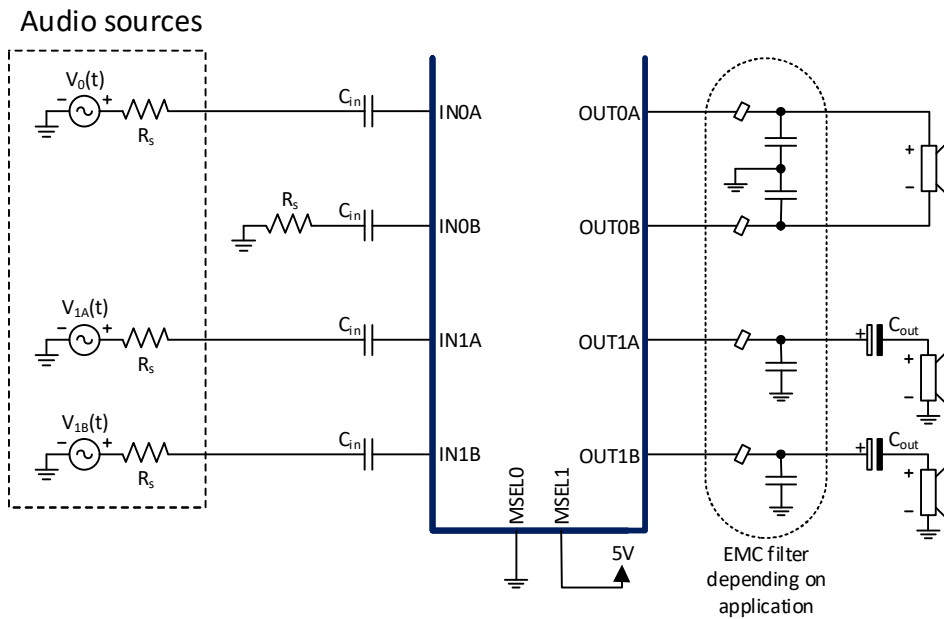 Audio sources
V0(t)
− +
Rs
Cin
IN0A
OUT0A
+
−
Rs
Cin
IN0B
OUT0B
V1A(t)
− +
Rs
Cin
IN1A
OUT1A
+
Cout
+
−
V1B(t)
− +
Rs
Cin
IN1B
OUT1B
+
Cout
+
−
MSEL0
MSEL1
5V
EMC filter
depending on
application